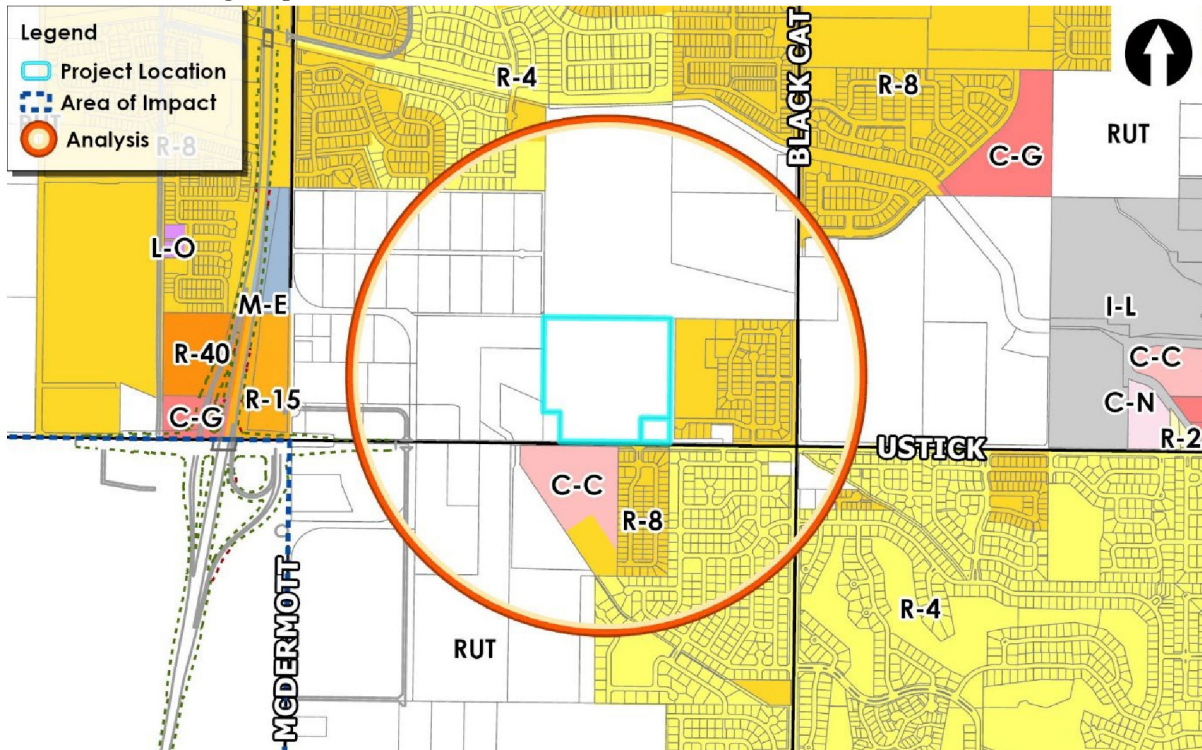 Legend
Project Location
Area of Impact
Analysis
RUT
R-8
R-4
BLACK CAT
R-8
C-G
RUT
L-O
M-E
R-40
C-G
R-15
I-L
C-C
C-N
R-2
USTICK
C-C
R-8
R-4
RUT
MCDERMOTT